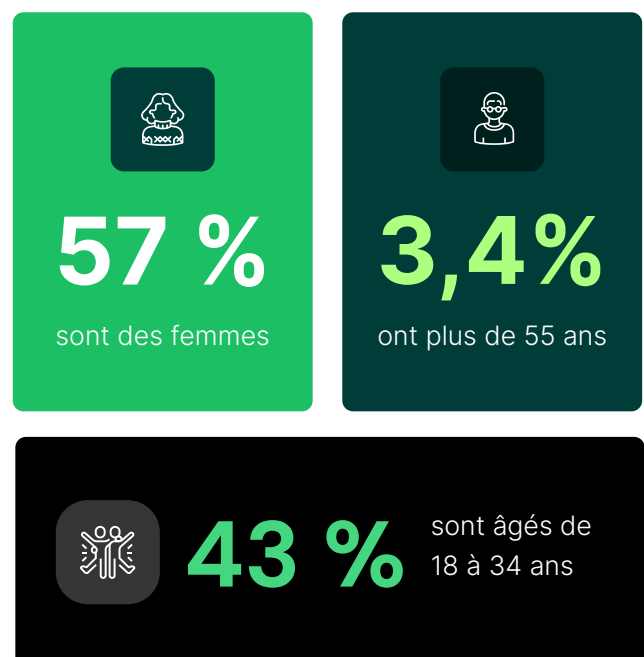 57 %
sont des femmes
3,4%
ont plus de 55 ans
43 %
sont âgés de
18 à 34 ans